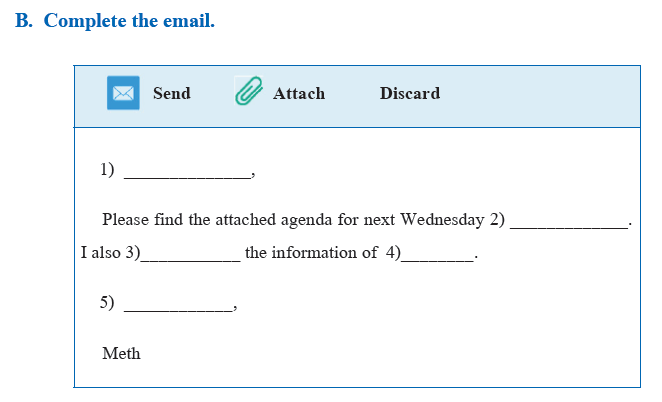 B. Complete the email.
Send Attach Discard
1) ______________,
Please find the attached agenda for next Wednesday 2) _____________.
I also 3)___________ the information of 4)________.
5) ____________,
Meth